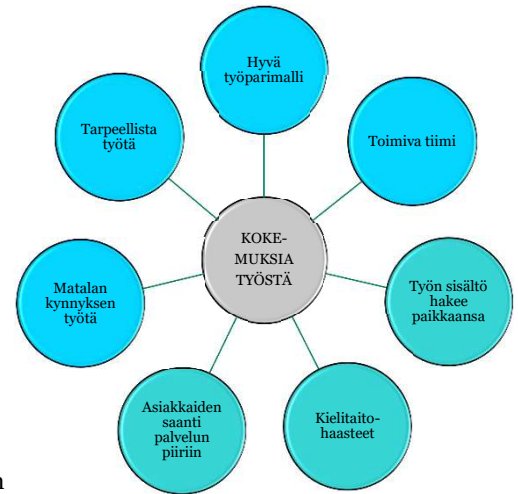 Hyvä
työparimalli
Toimiva tiimi
Työn sisältö
hakee
paikkaansa
Kielitaito-
haasteet
Asiakkaiden
saanti
palvelun
piiriin
Matalan
kynnyksen
työtä
Tarpeellista
työtä
KOKE-
MUKSIA
TYÖSTÄ